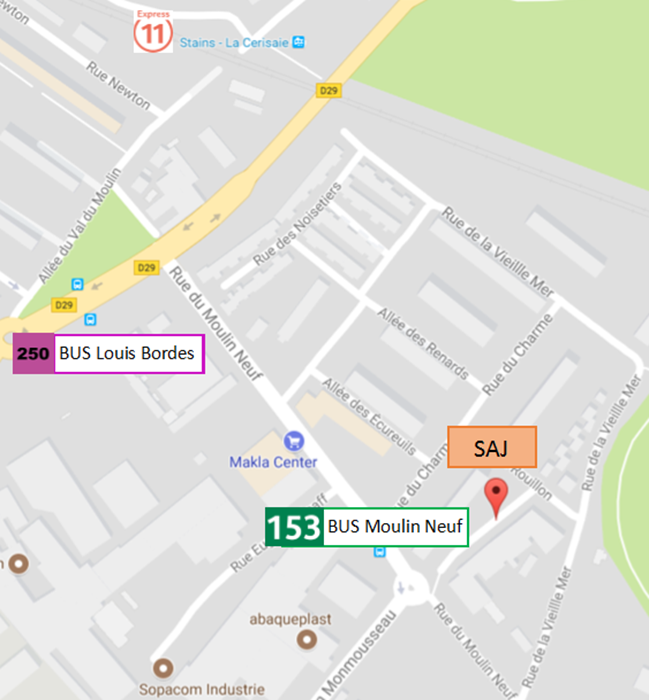 Express
11
Stains - La Cerisaie
Rue Newton
D29
Allée du Val du Moulin
Rue des Noisetiers
Rue de la Vieille Mer
D29
Rue du Moulin Neuf
D29
250 BUS Louis Bordes
Allée des Renards
Rue du Charme
Allée des Écureuils
Rue de la Vieille Mer
Makla Center
SAJ
153 BUS Moulin Neuf
abaqueplast
Rue du Moulin Neuf
Rue de la Vieille Mer
Monmousseau
Sopacom Industrie